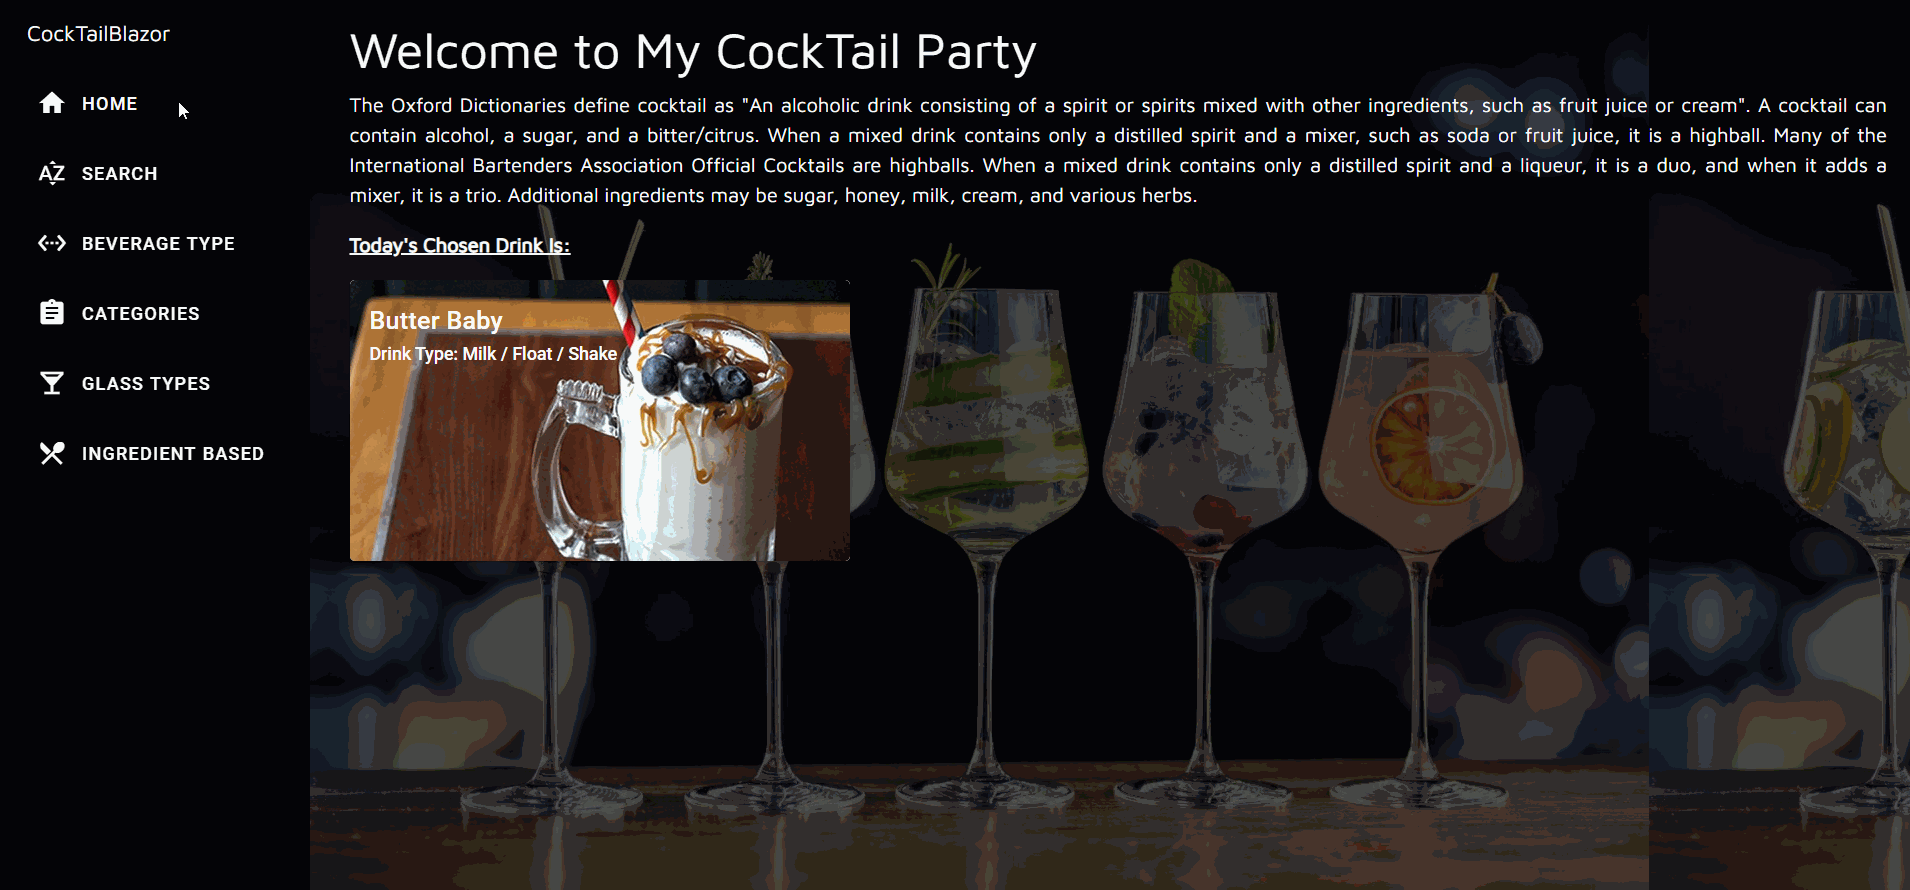 CockTailBlazor
HOME
SEARCH
BEVERAGE TYPE
CATEGORIES
GLASS TYPES
INGREDIENT BASED
Welcome to My CockTail Party
The Oxford Dictionaries define cocktail as "An alcoholic drink consisting of a spirit or spirits mixed with other ingredients, such as fruit juice or cream". A cocktail can
contain alcohol, a sugar, and a bitter/citrus. When a mixed drink contains only a distilled spirit and a mixer, such as soda or fruit juice, it is a highball. Many of the
International Bartenders Association Official Cocktails are highballs. When a mixed drink contains only a distilled spirit and a liqueur, it is a duo, and when it adds a
mixer, it is a trio. Additional ingredients may be sugar, honey, milk, cream, and various herbs.
Today's Chosen Drink Is:
Butter Baby
Drink Type: Milk / Float / Shake